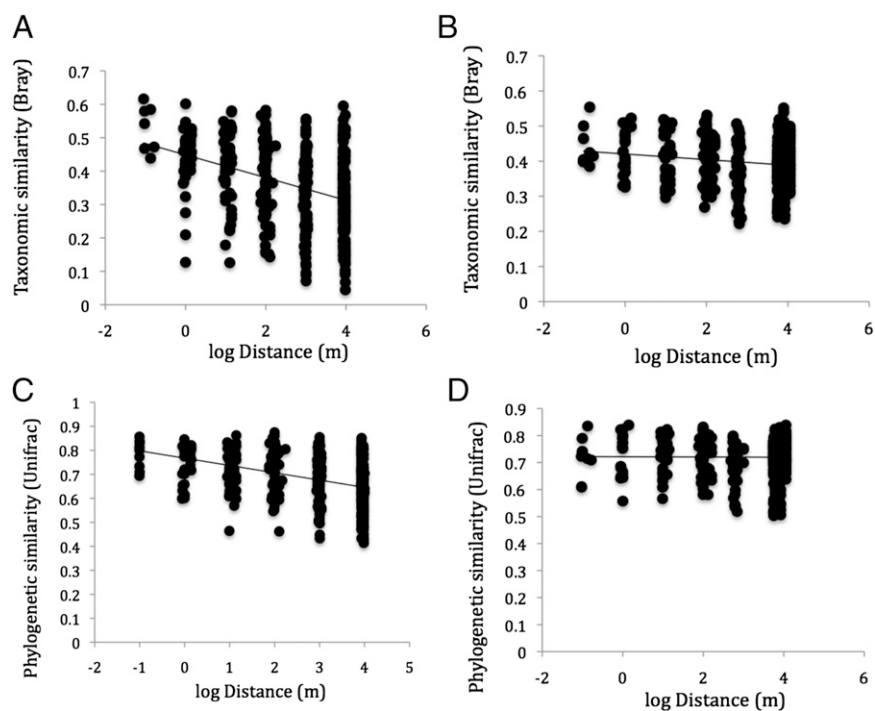 A
Taxonomic similarity (Bray)
0.7
0.6
0.5
0.4
0.3
0.2
0.1
0
-2 0 2 4 6
log Distance (m)
B
Taxonomic similarity (Bray )
0.7
0.6
0.5
0.4
0.3
0.2
0.1
0
-2 0 2 4 6
log Distance (m)
C
Phylogenetic similarity (Unifrac)
1
0.9
0.8
0.7
0.6
0.5
0.4
0.3
0.2
0.1
0
-2 -1 0 1 2 3 4 5
log Distance (m)
D
Phylogenetic similarity (Unifrac)
0.9
0.8
0.7
0.6
0.5
0.4
0.3
0.2
0.1
0
-2 0 2 4 6
log Distance (m)